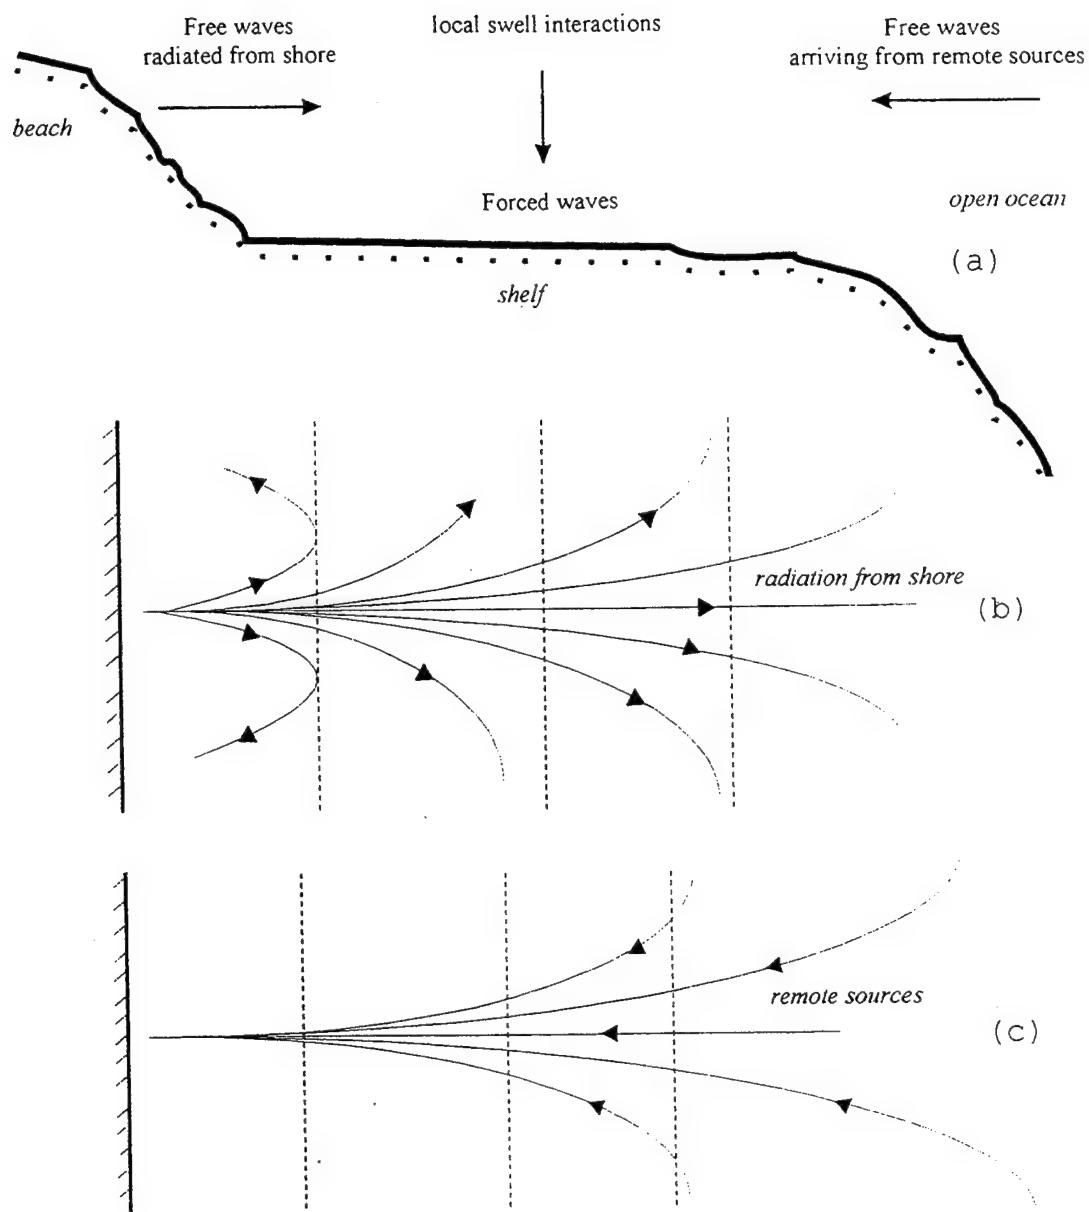 Free waves
radiated from shore
local swell interactions
Free waves
arriving from remote sources
beach
Forced waves
open ocean
(a)
shelf
radiation from shore
(b)
remote sources
(c)